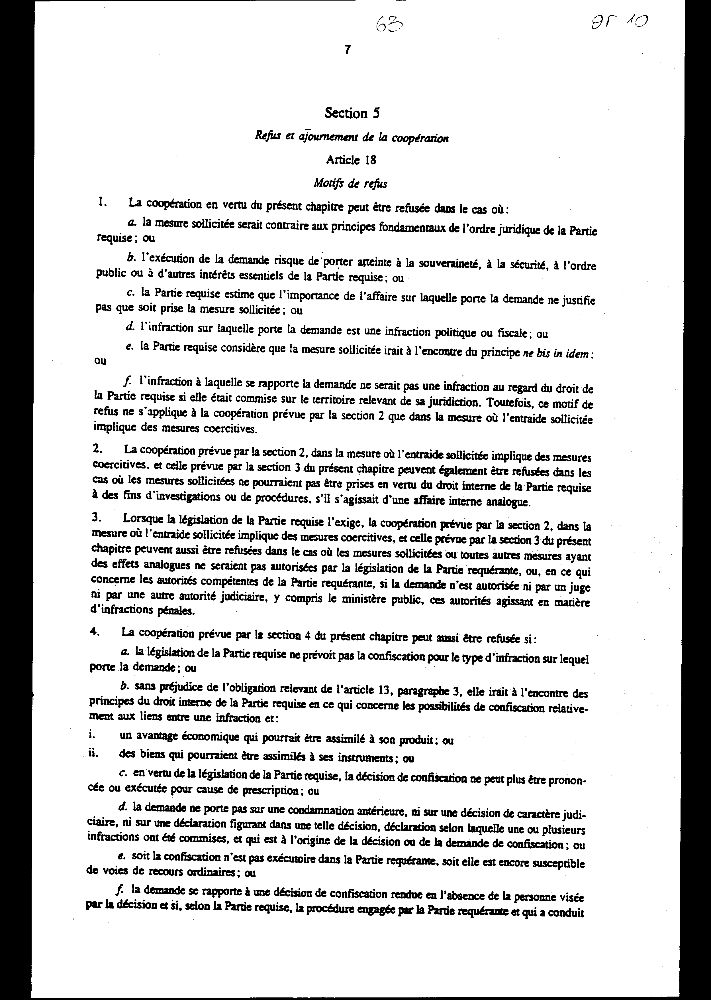 63
7
Section 5
Refus et ajournement de la coopération
Article 18
Motifs de refus
1. La coopération en vertu du présent chapitre peut être refusée dans le cas où :
a. la mesure sollicitée serait contraire aux principes fondamentaux de l'ordre juridique de la Partie
requise ; ou
b. l'exécution de la demande risque de porter atteinte à la souveraineté, à la sécurité, à l'ordre
public ou à d'autres intérêts essentiels de la Partie requise ; ou
c. la Partie requise estime que l'importance de l'affaire sur laquelle porte la demande ne justifie
pas que soit prise la mesure sollicitée ; ou
d. l'infraction sur laquelle porte la demande est une infraction politique ou fiscale ; ou
e. la Partie requise considère que la mesure sollicitée irait à l'encontre du principe ne bis in idem :
ou
f. l'infraction à laquelle se rapporte la demande ne serait pas une infraction au regard du droit de
la Partie requise si elle était commise sur le territoire relevant de sa juridiction. Toutefois, ce motif de
refus ne s'applique à la coopération prévue par la section 2 que dans la mesure où l'entraide sollicitée
implique des mesures coercitives.
2. La coopération prévue par la section 2, dans la mesure où l'entraide sollicitée implique des mesures
coercitives, et celle prévue par la section 3 du présent chapitre peuvent également être refusées dans les
cas où les mesures sollicitées ne pourraient pas être prises en vertu du droit interne de la Partie requise
à des fins d'investigations ou de procédures, s'il s'agissait d'une affaire interne analogue.
3. Lorsque la législation de la Partie requise l'exige, la coopération prévue par la section 2, dans la
mesure où l'entraide sollicitée implique des mesures coercitives, et celle prévue par la section 3 du présent
chapitre peuvent aussi être refusées dans le cas où les mesures sollicitées ou toutes autres mesures ayant
des effets analogues ne seraient pas autorisées par la législation de la Partie requérante, ou, en ce qui
concerne les autorités compétentes de la Partie requérante, si la demande n'est autorisée ni par un juge
ni par une autre autorité judiciaire, y compris le ministère public, ces autorités agissant en matière
d'infractions pénales.
4. La coopération prévue par la section 4 du présent chapitre peut aussi être refusée si :
a. la législation de la Partie requise ne prévoit pas la confiscation pour le type d'infraction sur lequel
porte la demande ; ou
b. sans préjudice de l'obligation relevant de l'article 13, paragraphe 3, elle irait à l'encontre des
principes du droit interne de la Partie requise en ce qui concerne les possibilités de confiscation relative-
ment aux liens entre une infraction et :
i. un avantage économique qui pourrait être assimilé à son produit ; ou
ii. des biens qui pourraient être assimilés à ses instruments ; ou
c. en vertu de la législation de la Partie requise, la décision de confiscation ne peut plus être pronon-
cée ou exécutée pour cause de prescription ; ou
d. la demande ne porte pas sur une condamnation antérieure, ni sur une décision de caractère judi-
ciaire, ni sur une déclaration figurant dans une telle décision, déclaration selon laquelle une ou plusieurs
infractions ont été commises, et qui est à l'origine de la décision ou de la demande de confiscation ; ou
e. soit la confiscation n'est pas exécutoire dans la Partie requérante, soit elle est encore susceptible
de voies de recours ordinaires ; ou
f. la demande se rapporte à une décision de confiscation rendue en l'absence de la personne visée
par la décision et si, selon la Partie requise, la procédure engagée par la Partie requérante et qui a conduit